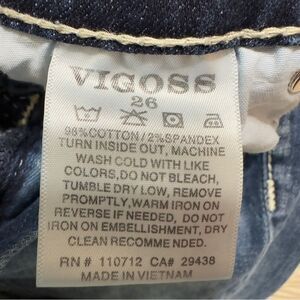 VIGOSS
26
98%COTTON/2%SPANDEX
TURN INSIDE OUT, MACHINE
WASH COLD WITH LIKE
COLORS,DO NOT BLEACH,
TUMBLE DRY LOW, REMOVE
PROMPTLY,WARM IRON ON
REVERSE IF NEEDED, DO NOT
IRON ON EMBELLISHMENT, DRY
CLEAN RECOMMENDED.
RN # 110712 CA# 29438
MADE IN VIETNAM